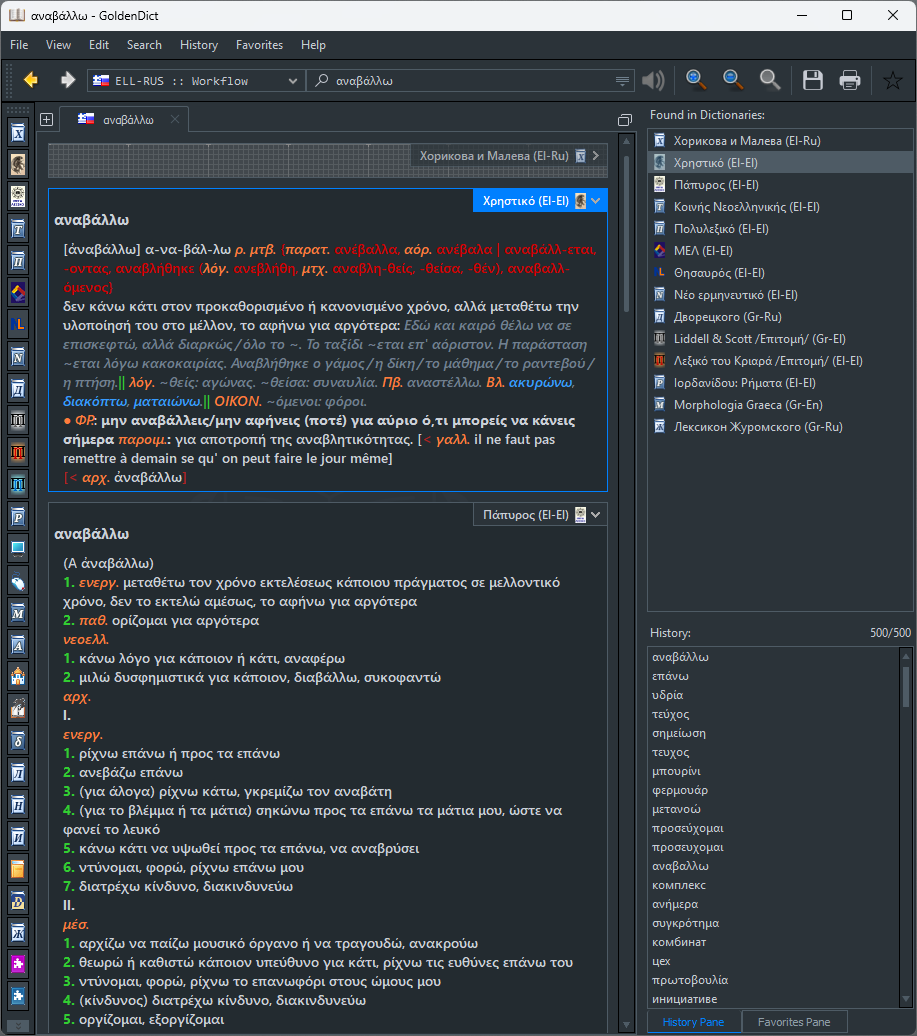 αναβάλλω - GoldenDict
File View Edit Search History Favorites Help
ELL-RUS :: Workflow
αναβάλλω
αναβάλλω
Хорикова и Малева (El-Ru)
Χρηστικό (El-El)
αναβάλλω
[ἀναβάλλω] α-να-βάλ-λω ρ. μτβ. {παρατ. ανέβαλλα, αόρ. ανέβαλα | αναβάλλ-εται,
-οντας, αναβλήθηκε (λόγ. ανεβλήθη, μτχ. αναβλη-θείς, -θείσα, -θέν), αναβαλλ-
όμενος}
δεν κάνω κάτι στον προκαθορισμένο ή κανονισμένο χρόνο, αλλά μεταθέτω την
υλοποίησή του στο μέλλον, το αφήνω για αργότερα: Εδώ και καιρό θέλω να σε
επισκεφτώ, αλλά διαρκώς/όλο το ~. Το ταξίδι ~εται επ' αόριστον. Η παράσταση
~εται λόγω κακοκαιρίας. Αναβλήθηκε ο γάμος/η δίκη/το μάθημα/το ραντεβού/
η πτήση.|| λόγ. ~θείς: αγώνας. ~θείσα: συναυλία. Πβ. αναστέλλω. Βλ. ακυρώνω,
διακόπτω, ματαιώνω.|| ΟΙΚΟΝ. ~όμενοι: φόροι.
● ΦΡ.: μην αναβάλλεις/μην αφήνεις (ποτέ) για αύριο ό,τι μπορείς να κάνεις
σήμερα παροιμ.: για αποτροπή της αναβλητικότητας. [< γαλλ. il ne faut pas
remettre à demain se qu' on peut faire le jour même]
[< αρχ. ἀναβάλλω]
Πάπυρος (El-El)
αναβάλλω
(Α ἀναβάλλω)
1. ενεργ. μεταθέτω τον χρόνο εκτελέσεως κάποιου πράγματος σε μελλοντικό
χρόνο, δεν το εκτελώ αμέσως, το αφήνω για αργότερα
2. παθ. ορίζομαι για αργότερα
νεοελλ.
1. κάνω λόγο για κάποιον ή κάτι, αναφέρω
2. μιλώ δυσφημιστικά για κάποιον, διαβάλλω, συκοφαντώ
αρχ.
I.
ενεργ.
1. ρίχνω επάνω ή προς τα επάνω
2. ανεβάζω επάνω
3. (για άλογα) ρίχνω κάτω, γκρεμίζω τον αναβάτη
4. (για το βλέμμα ή τα μάτια) σηκώνω προς τα επάνω τα μάτια μου, ώστε να
φανεί το λευκό
5. κάνω κάτι να υψωθεί προς τα επάνω, να αναβρύσει
6. ντύνομαι, φορώ, ρίχνω επάνω μου
7. διατρέχω κίνδυνο, διακινδυνεύω
II.
μέσ.
1. αρχίζω να παίζω μουσικό όργανο ή να τραγουδώ, ανακρούω
2. θεωρώ ή καθιστώ κάποιον υπεύθυνο για κάτι, ρίχνω τις ευθύνες επάνω του
3. ντύνομαι, φορώ, ρίχνω το επανωφόρι στους ώμους μου
4. (κίνδυνος) διατρέχω κίνδυνο, διακινδυνεύω
5. οργίζομαι, εξοργίζομαι
Found in Dictionaries:
Хорикова и Малева (El-Ru)
Χρηστικό (El-El)
Πάπυρος (El-El)
Κοινής Νεοελληνικής (El-El)
Πολυλεξικό (El-El)
ΜΕΛ (El-El)
Θησαυρός (El-El)
Νέο ερμηνευτικό (El-El)
Дворецкого (Gr-Ru)
Liddell & Scott /Επιτομή/ (Gr-El)
Λεξικό του Κριαρά /Επιτομή/ (El-El)
Ιορδανίδου: Ρήματα (El-El)
Morphologia Graeca (Gr-En)
Лексикон Журомского (Gr-Ru)
History: 500/500
αναβάλλω
επάνω
υδρία
τεύχος
σημείωση
τευχος
μπουρίνι
φερμουάρ
μετανοώ
προσεύχομαι
προσευχομαι
αναβαλλω
комплекс
ανήμερα
συγκρότημα
комбинат
цех
πρωτοβουλία
инициативе
History Pane Favorites Pane